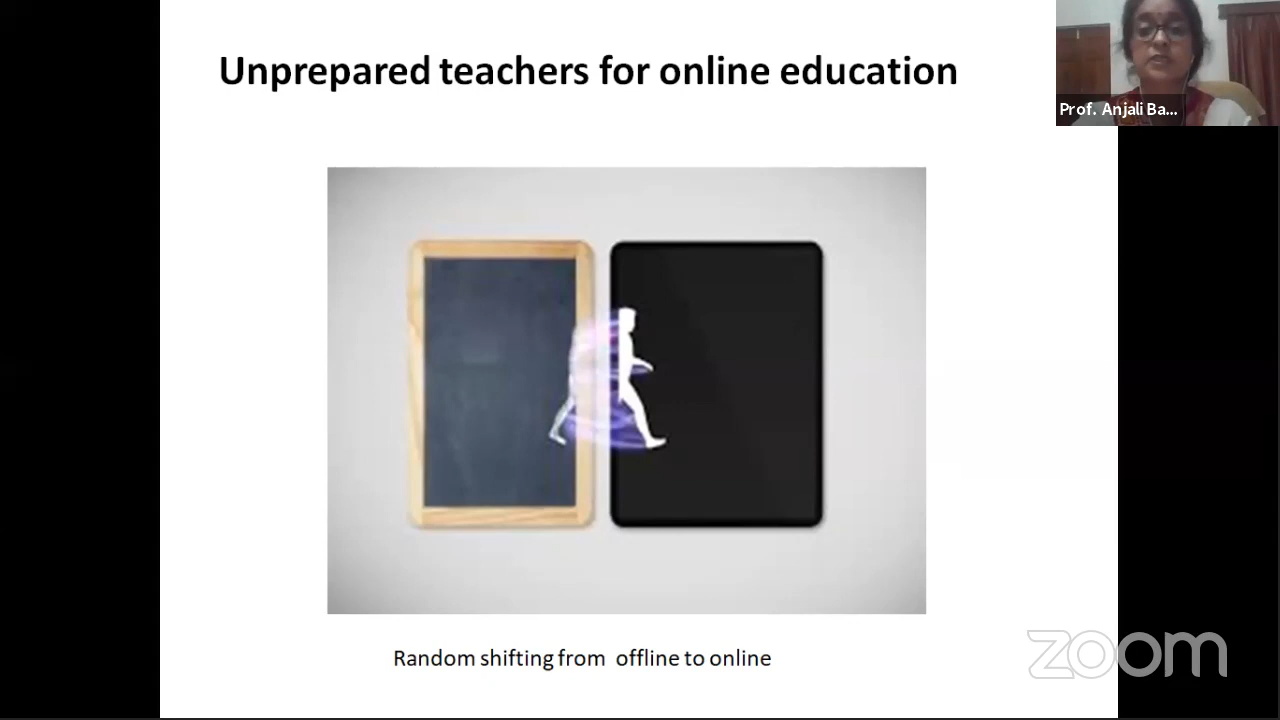 Unprepared teachers for online education
Prof. Anjali Ba...
Random shifting from offline to online
zoom